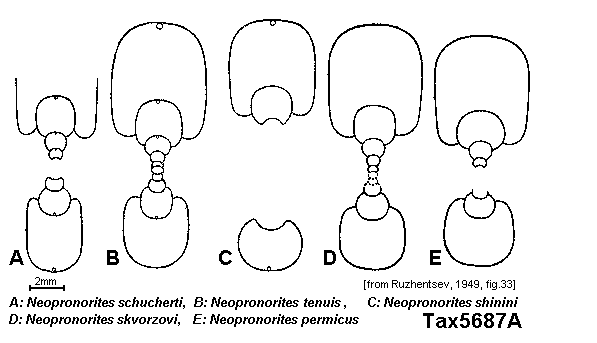 A B C D E
2mm
[from Ruzhentsev, 1949, fig.33]
A: Neopronorites schucherti, B: Neopronorites tenuis , C: Neopronorites shinini
D: Neopronorites skvorzovi, E: Neopronorites permicus
Tax5687A